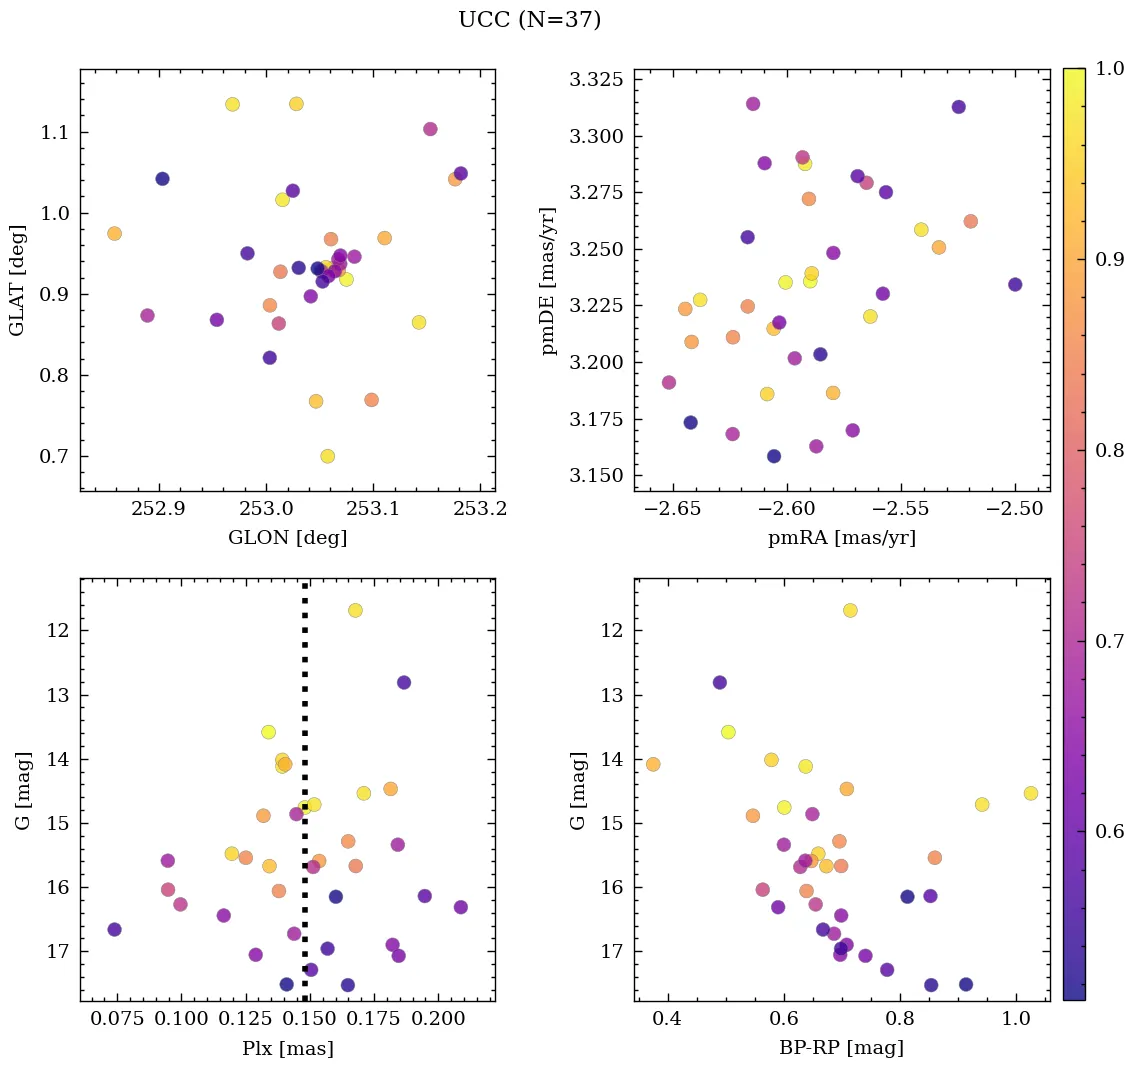 UCC (N=37)
1.1
1.0
0.9
0.8
0.7
GLAT [deg]
252.9 253.0 253.1 253.2
GLON [deg]
3.325
3.300
3.275
3.250
3.225
3.200
3.175
3.150
pmDE [mas/yr]
−2.65 −2.60 −2.55 −2.50
pmRA [mas/yr]
1.0
0.9
0.8
0.7
0.6
12
13
14
15
16
17
G [mag]
0.075 0.100 0.125 0.150 0.175 0.200
Plx [mas]
12
13
14
15
16
17
G [mag]
0.4 0.6 0.8 1.0
BP-RP [mag]